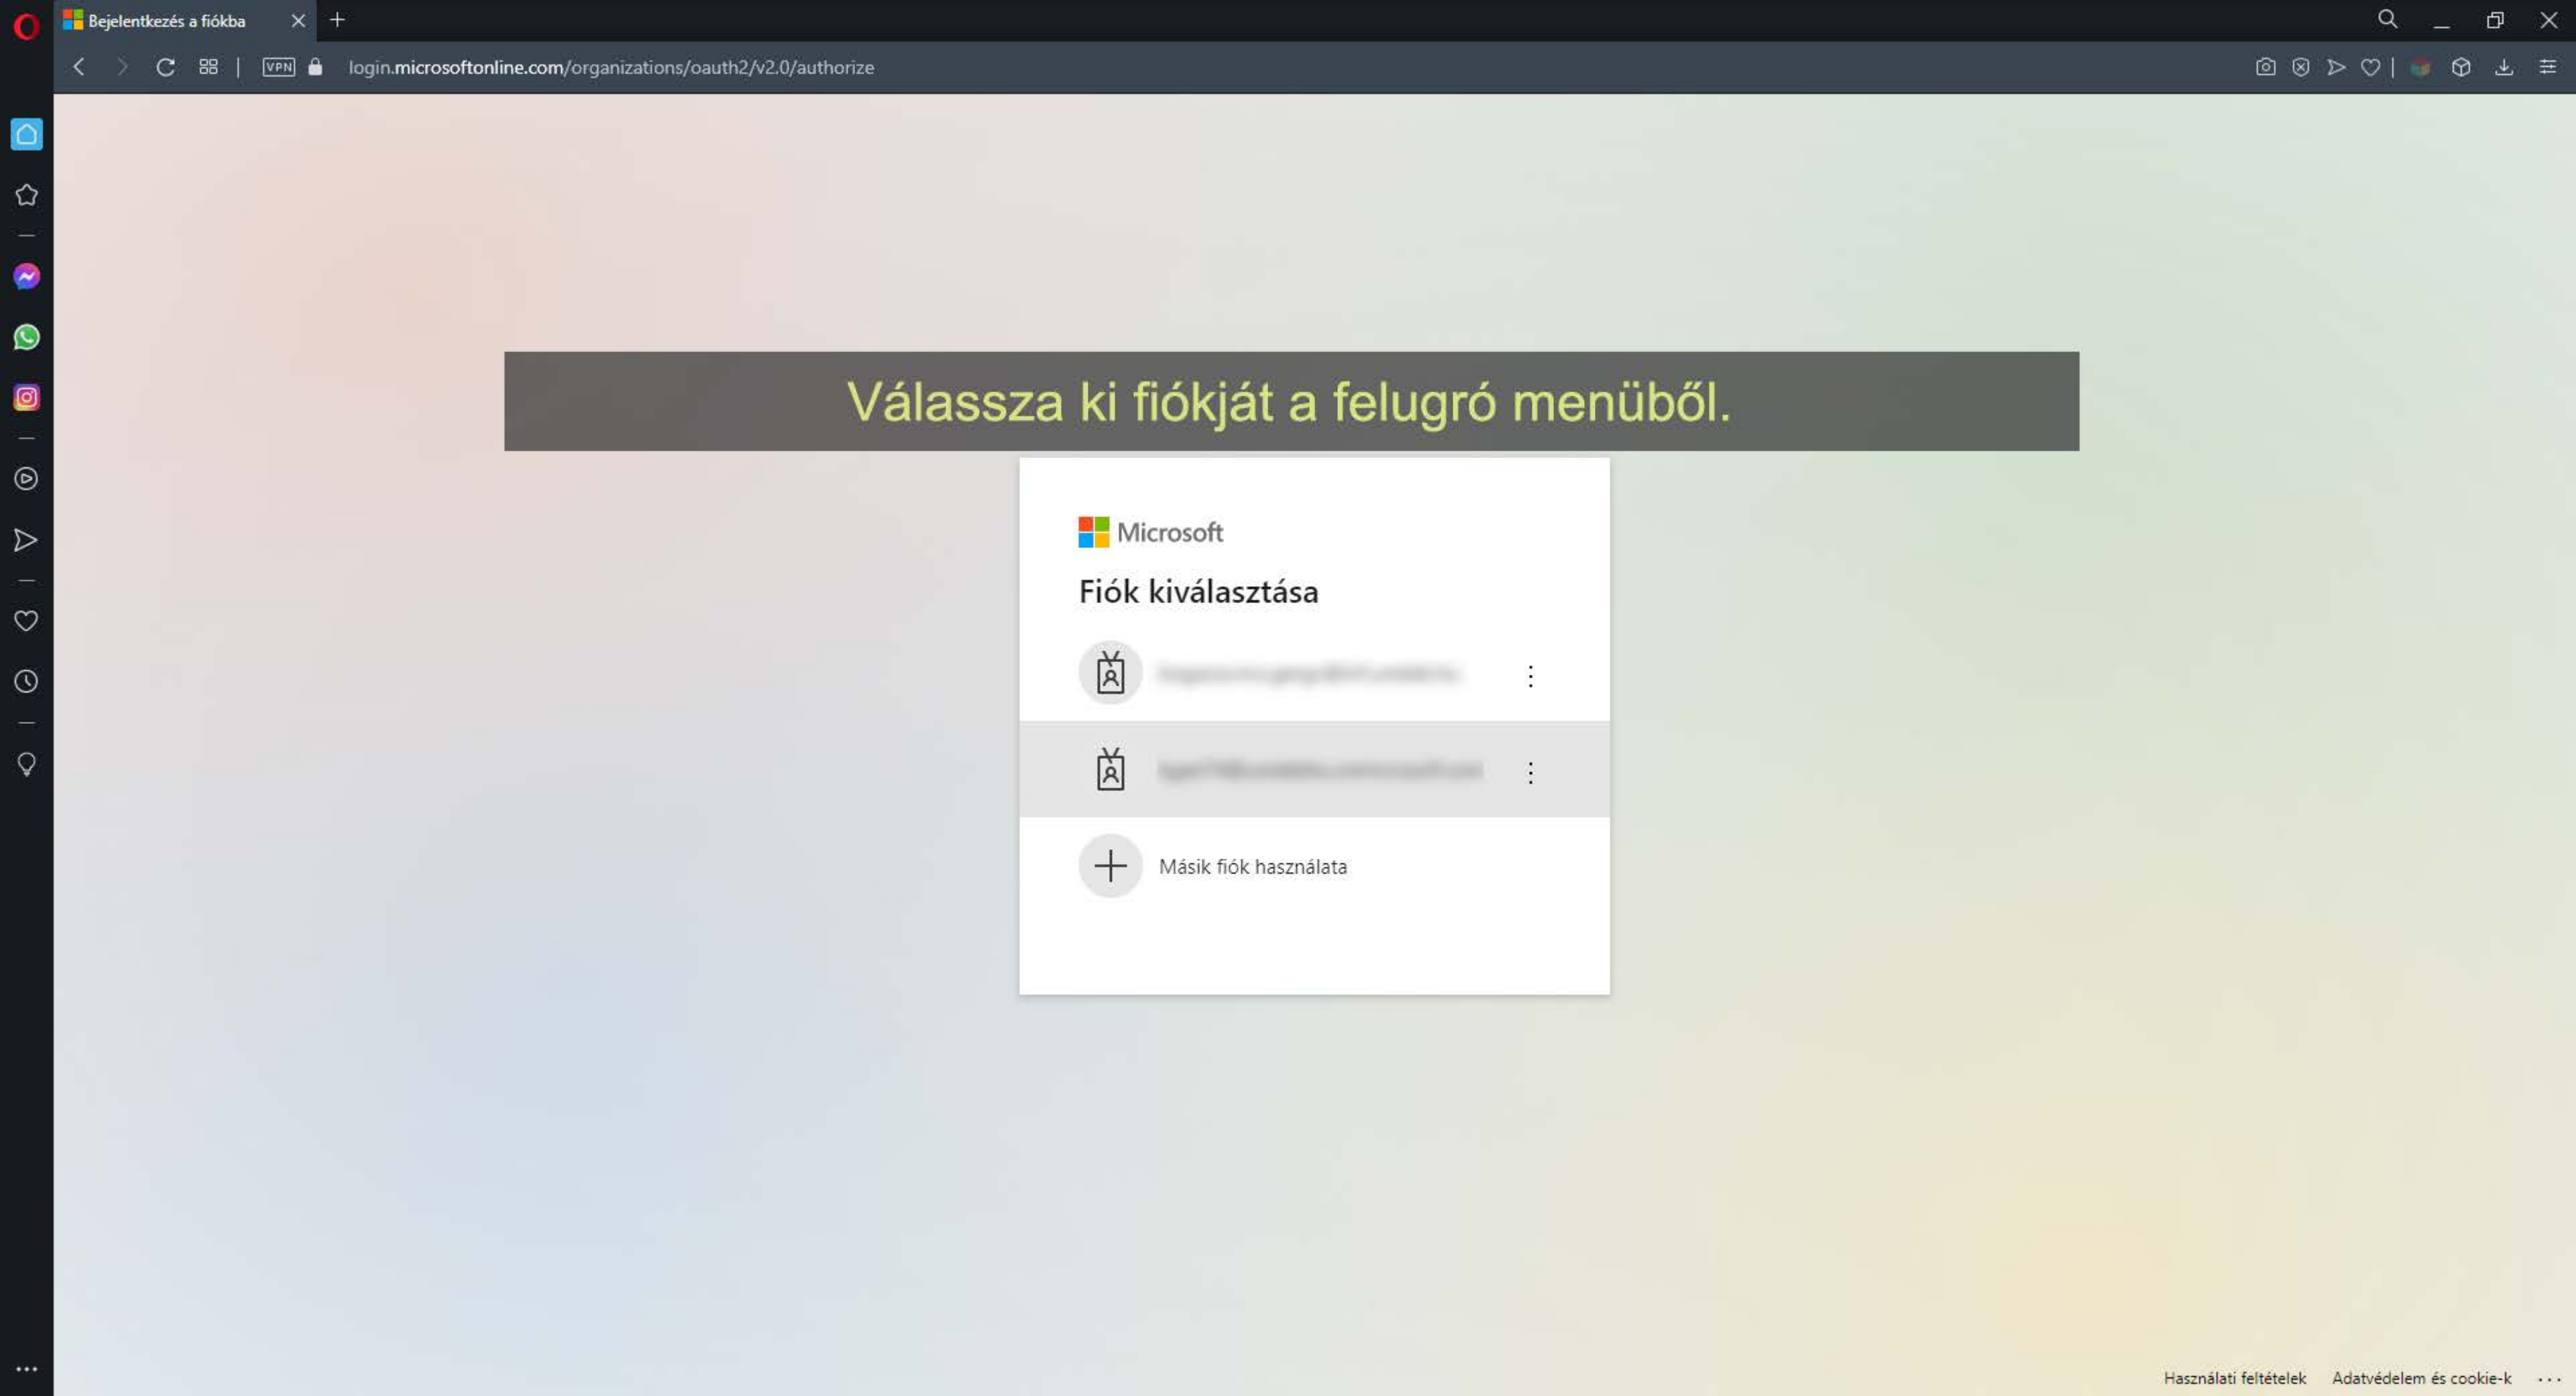 Bejelentkezés a fiókba
VPN
login.microsoftonline.com/organizations/oauth2/v2.0/authorize
Válassza ki fiókját a felugró menüből.
Microsoft
Fiók kiválasztása
Másik fiók használata
Használati feltételek Adatvédelem és cookie-k